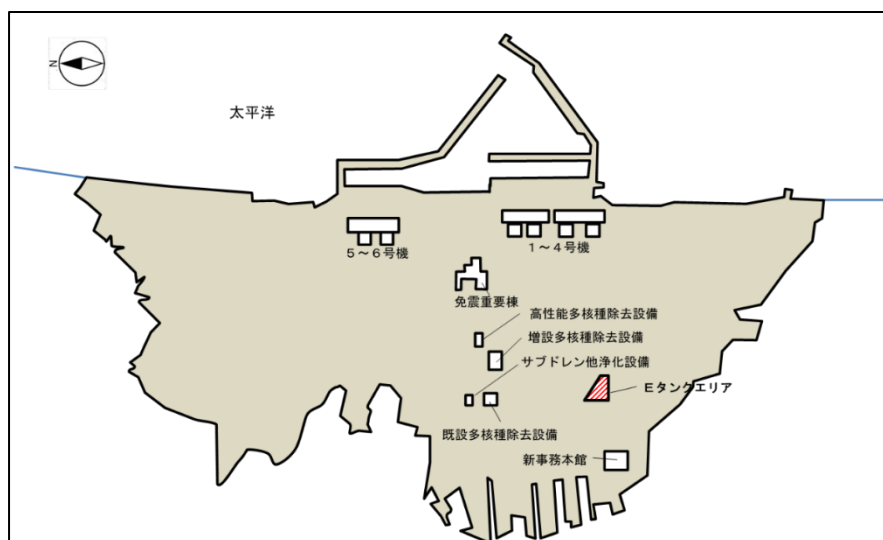 N
太平洋
5~6号機
1~4号機
免震重要棟
高性能多核種除去設備
増設多核種除去設備
サブドレン他浄化設備
Eタンクエリア
既設多核種除去設備
新事務本館